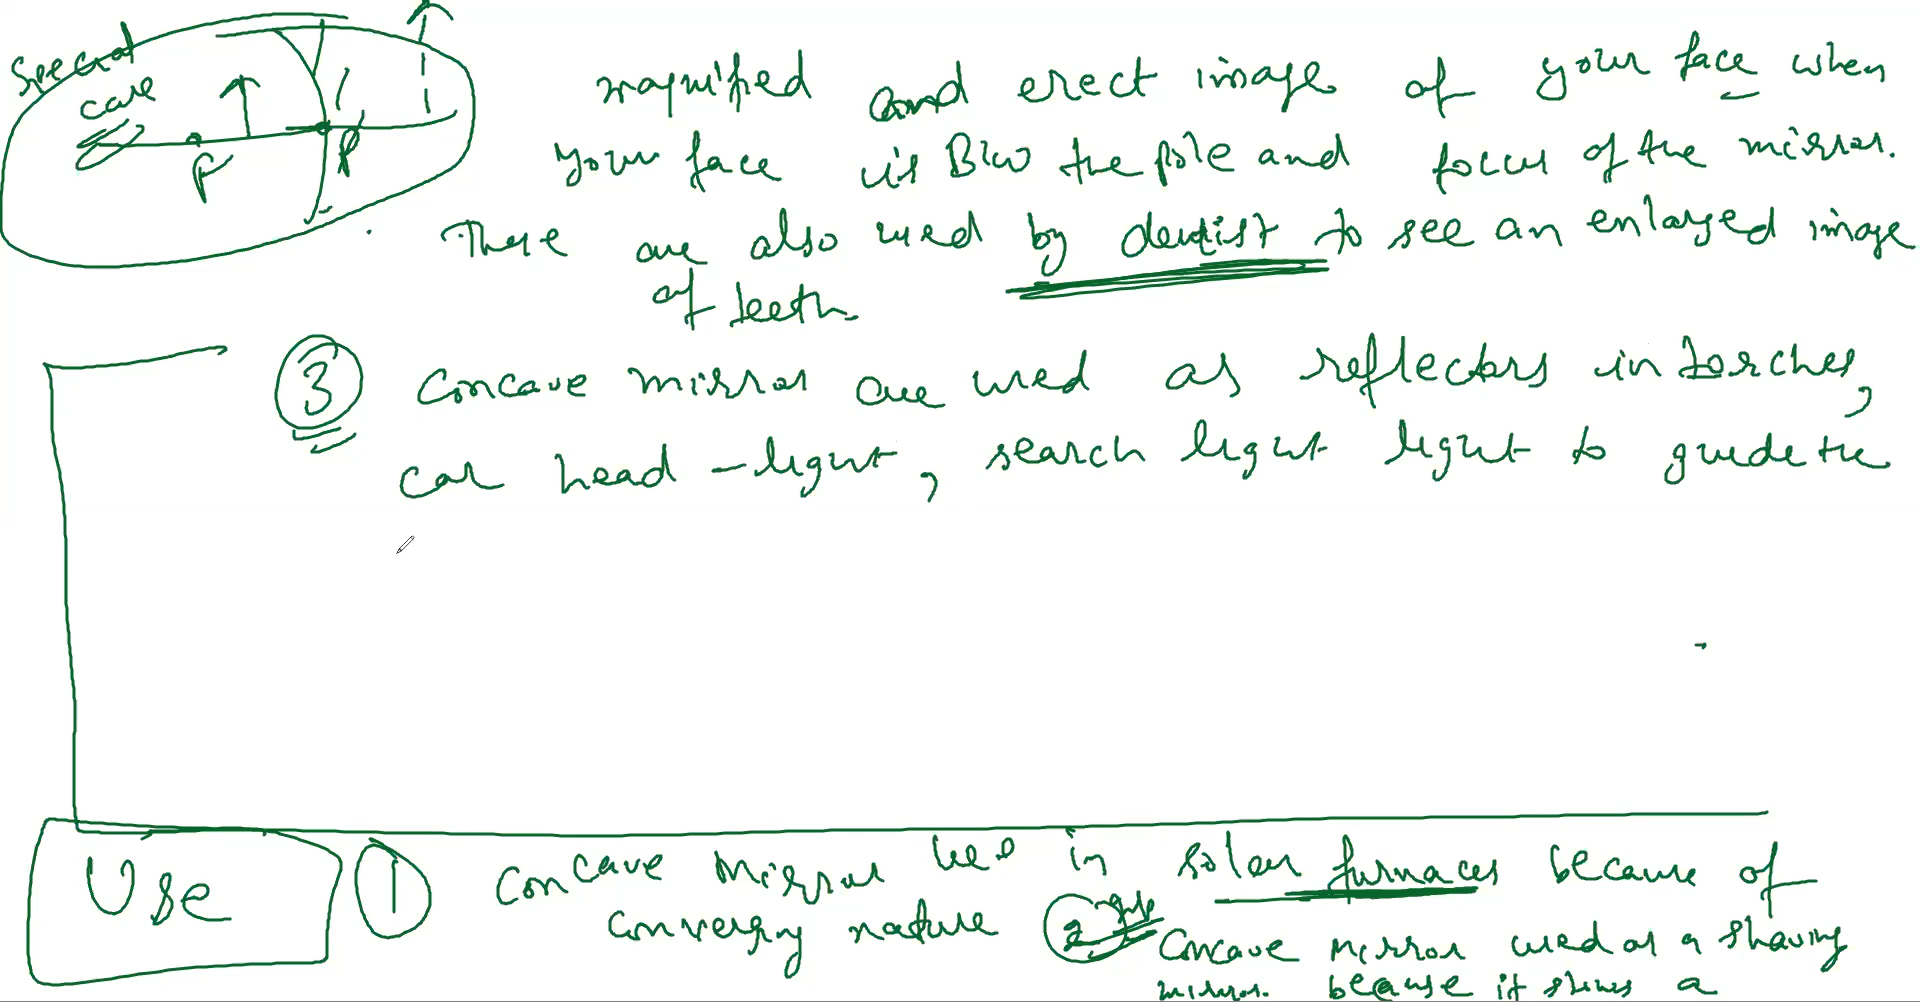 Special
care
F
P
magnified and erect image of your face when
your face is B/W the pole and focus of the mirror.
These are also used by dentist to see an enlarged image
of teeth.
3 Concave mirror are used as reflectors in torches,
car head-light, search light light to guide the
Use
1 Concave Mirror used in solar furnaces because of
converging nature
2 Concave mirror used as a shaving
mirror. because it shows a